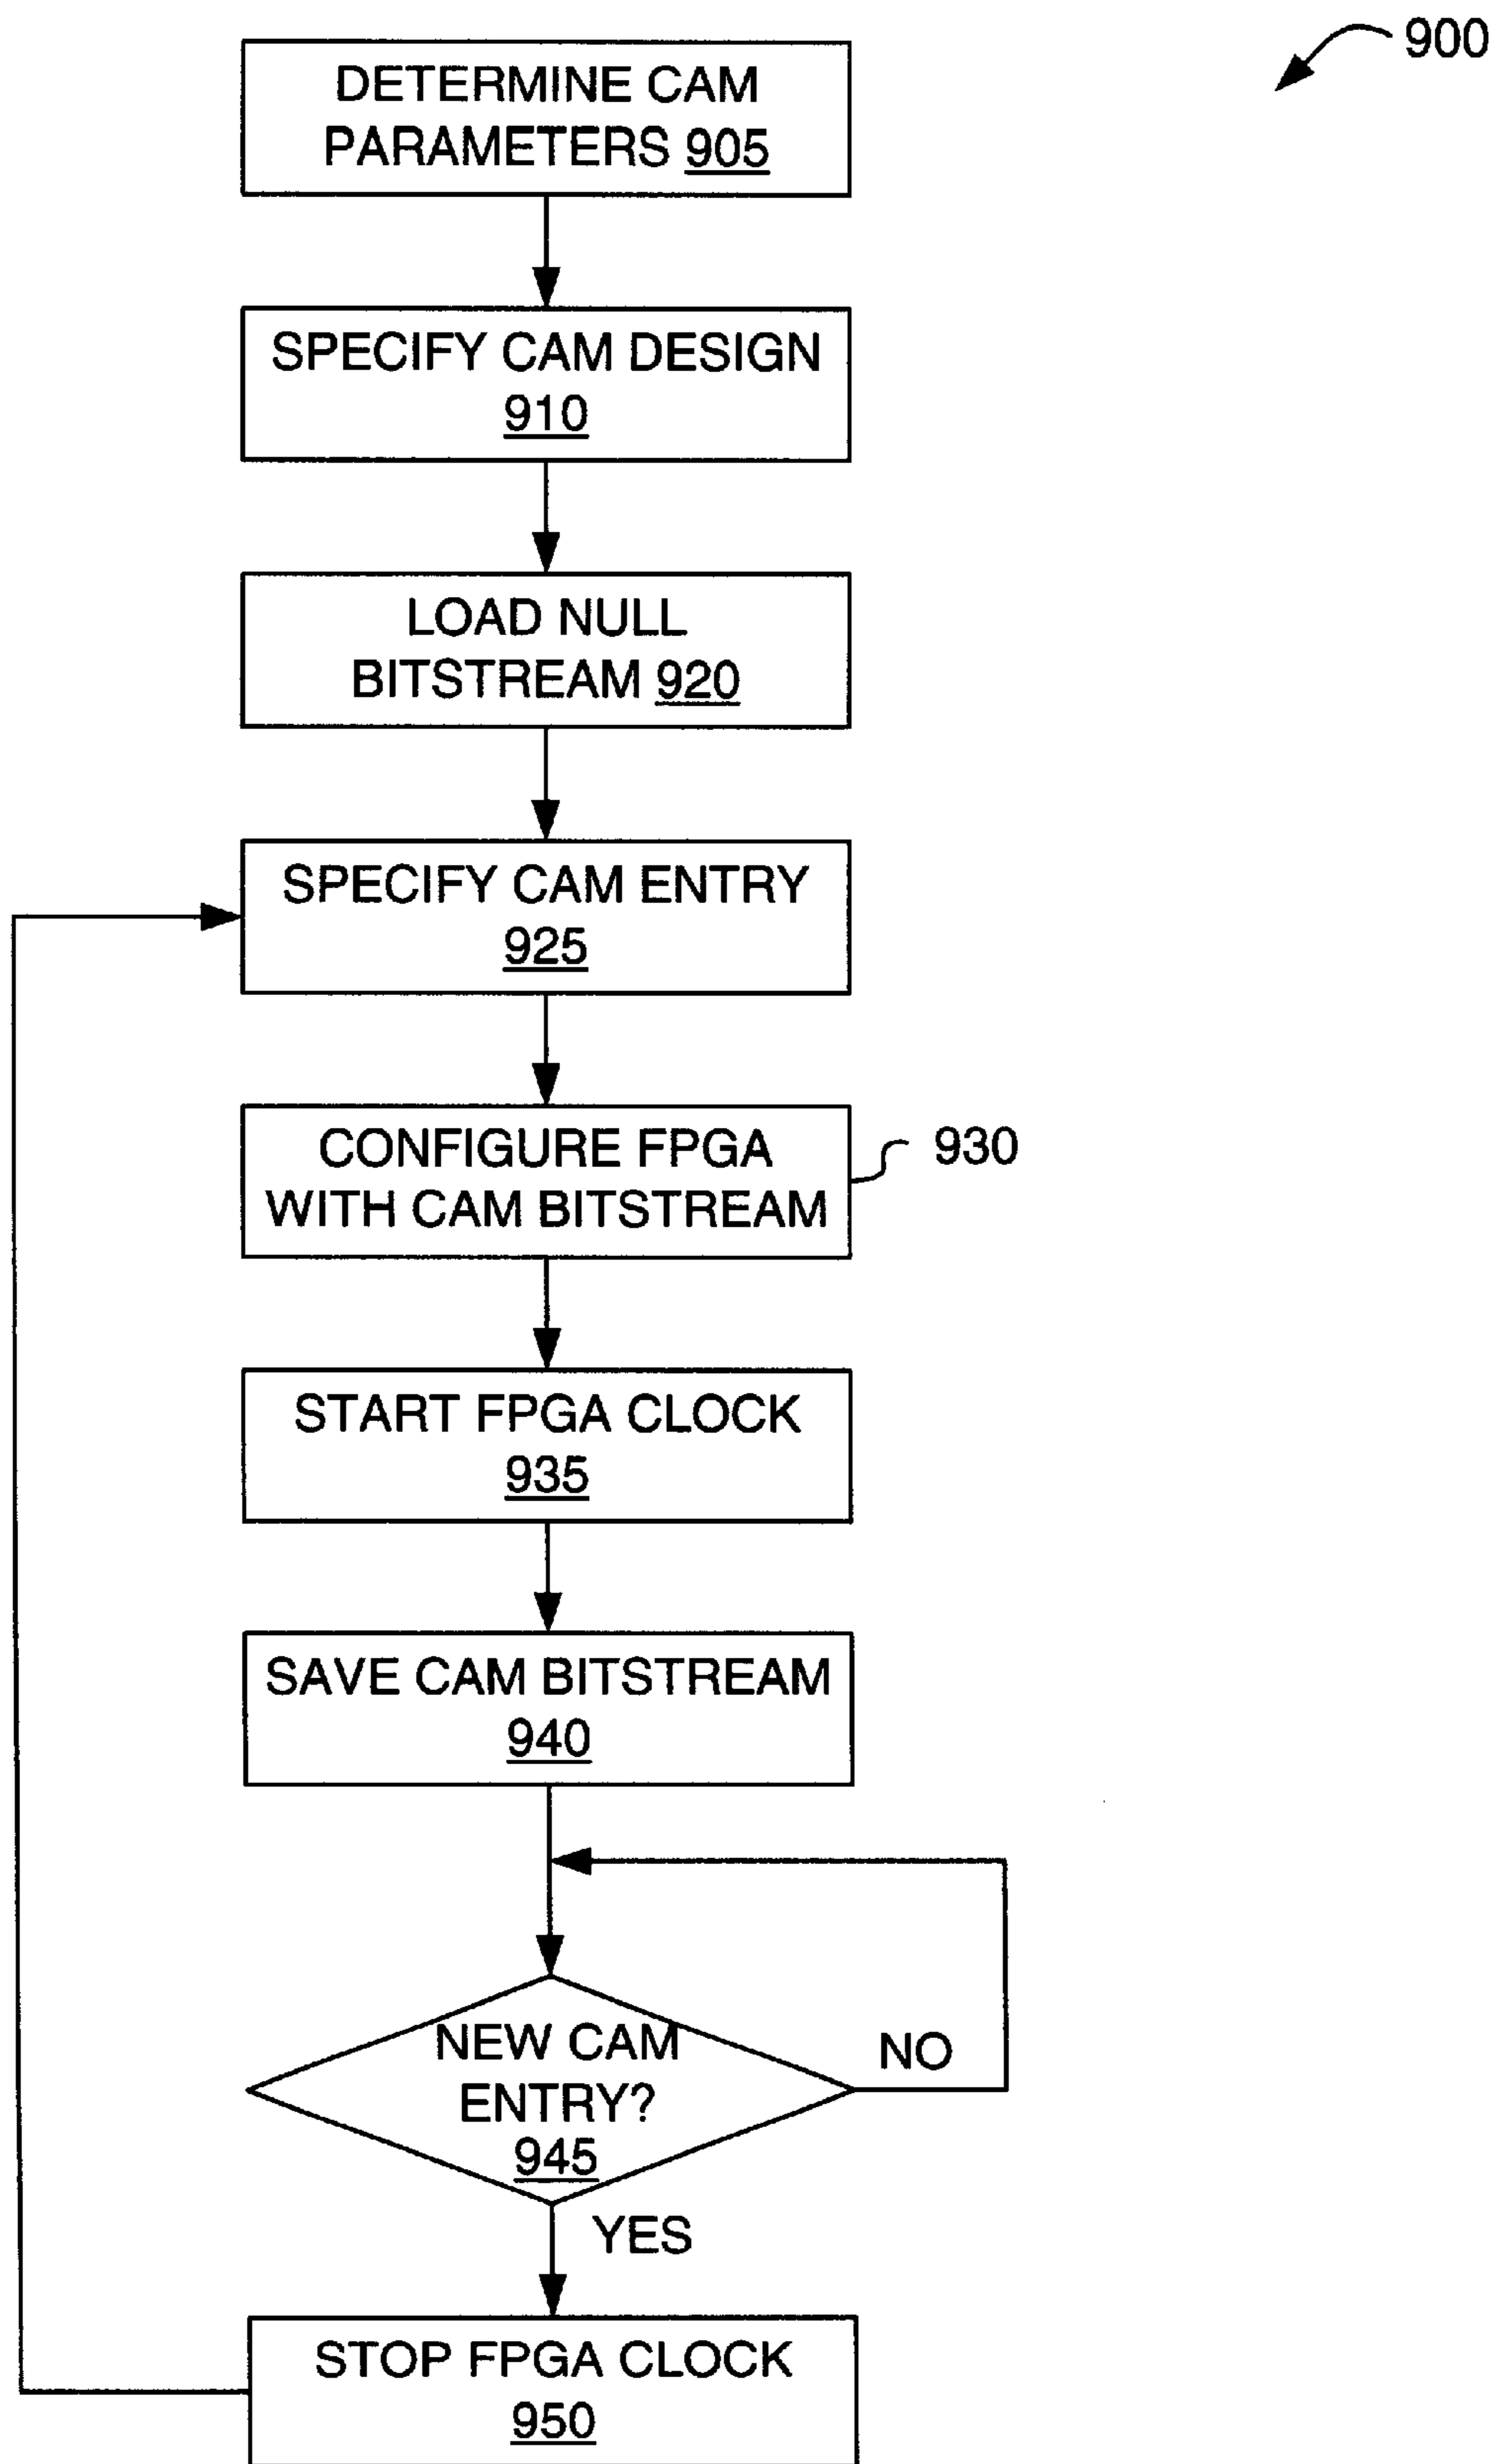 900
DETERMINE CAM
PARAMETERS 905
SPECIFY CAM DESIGN
910
LOAD NULL
BITSTREAM 920
SPECIFY CAM ENTRY
925
CONFIGURE FPGA
WITH CAM BITSTREAM
930
START FPGA CLOCK
935
SAVE CAM BITSTREAM
940
NEW CAM
ENTRY?
945
NO
YES
STOP FPGA CLOCK
950